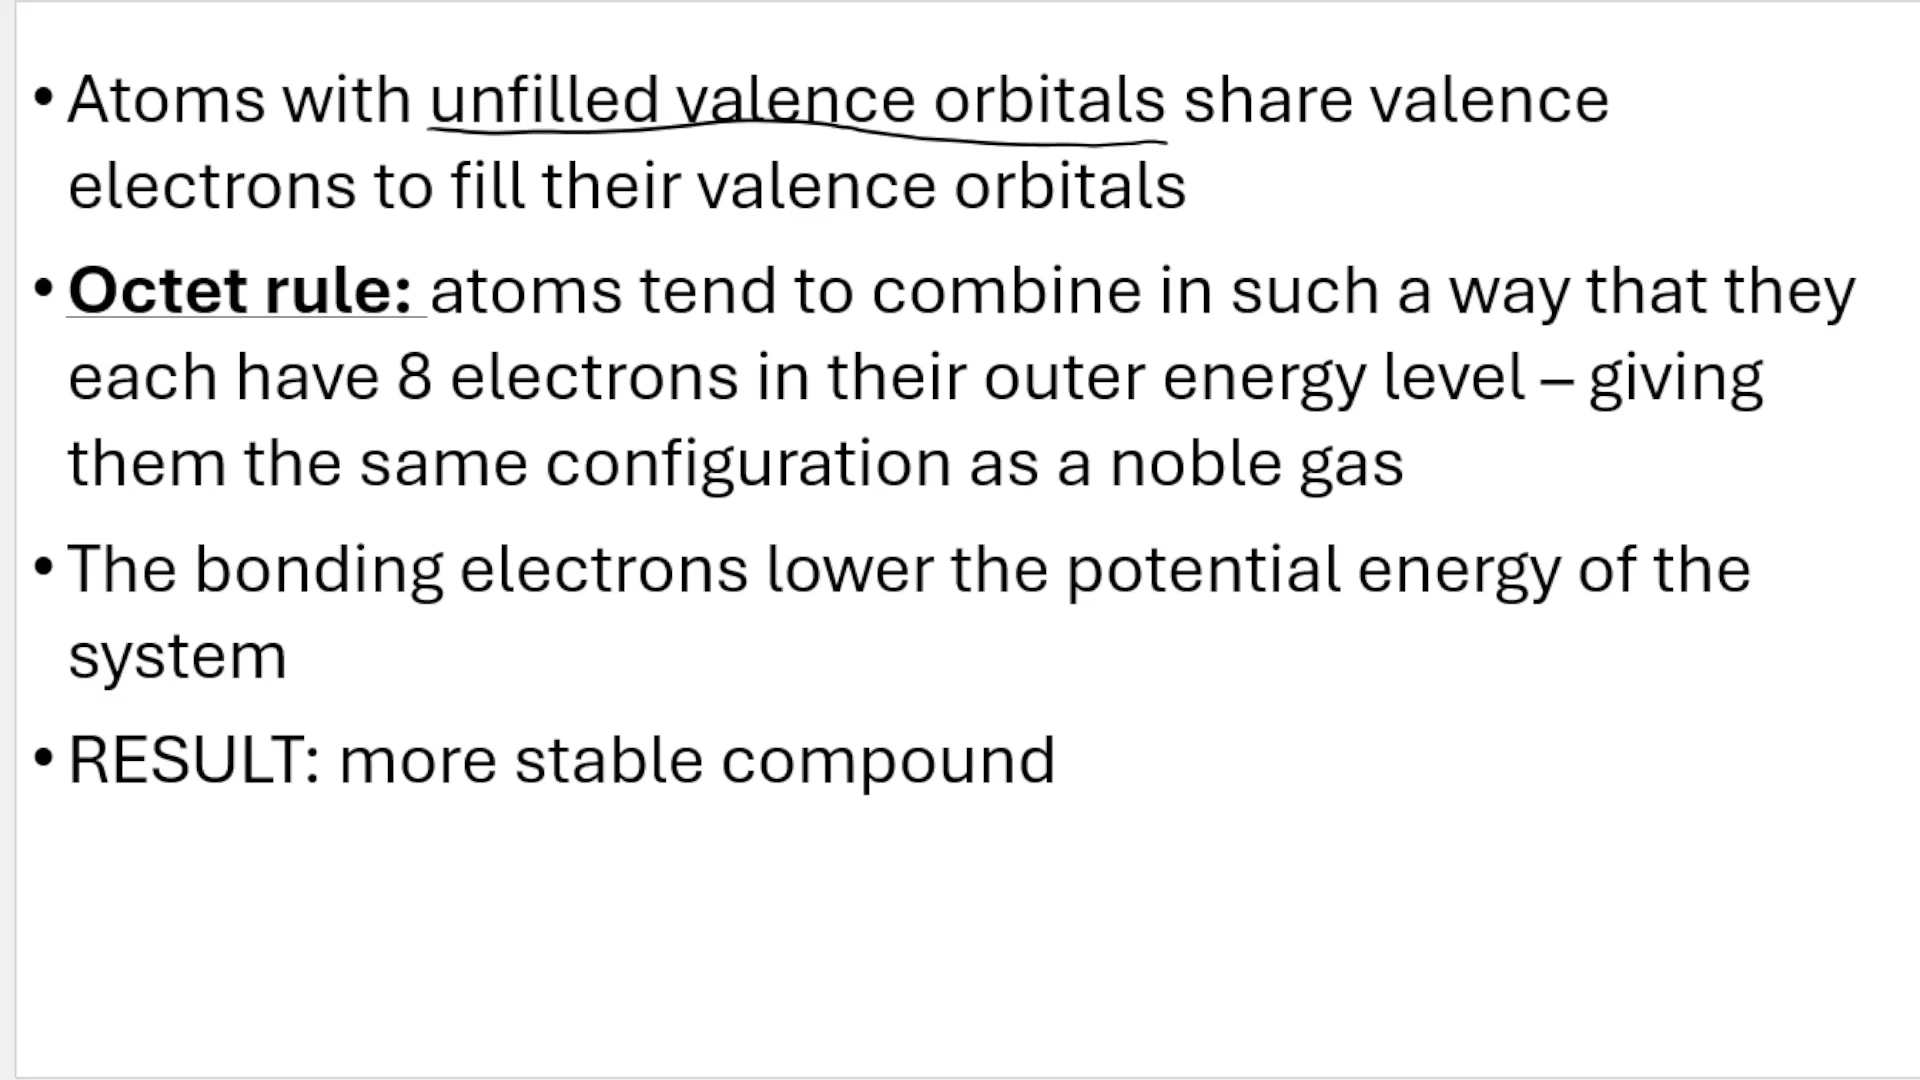 • Atoms with unfilled valence orbitals share valence
electrons to fill their valence orbitals
• Octet rule: atoms tend to combine in such a way that they
each have 8 electrons in their outer energy level – giving
them the same configuration as a noble gas
• The bonding electrons lower the potential energy of the
system
• RESULT: more stable compound